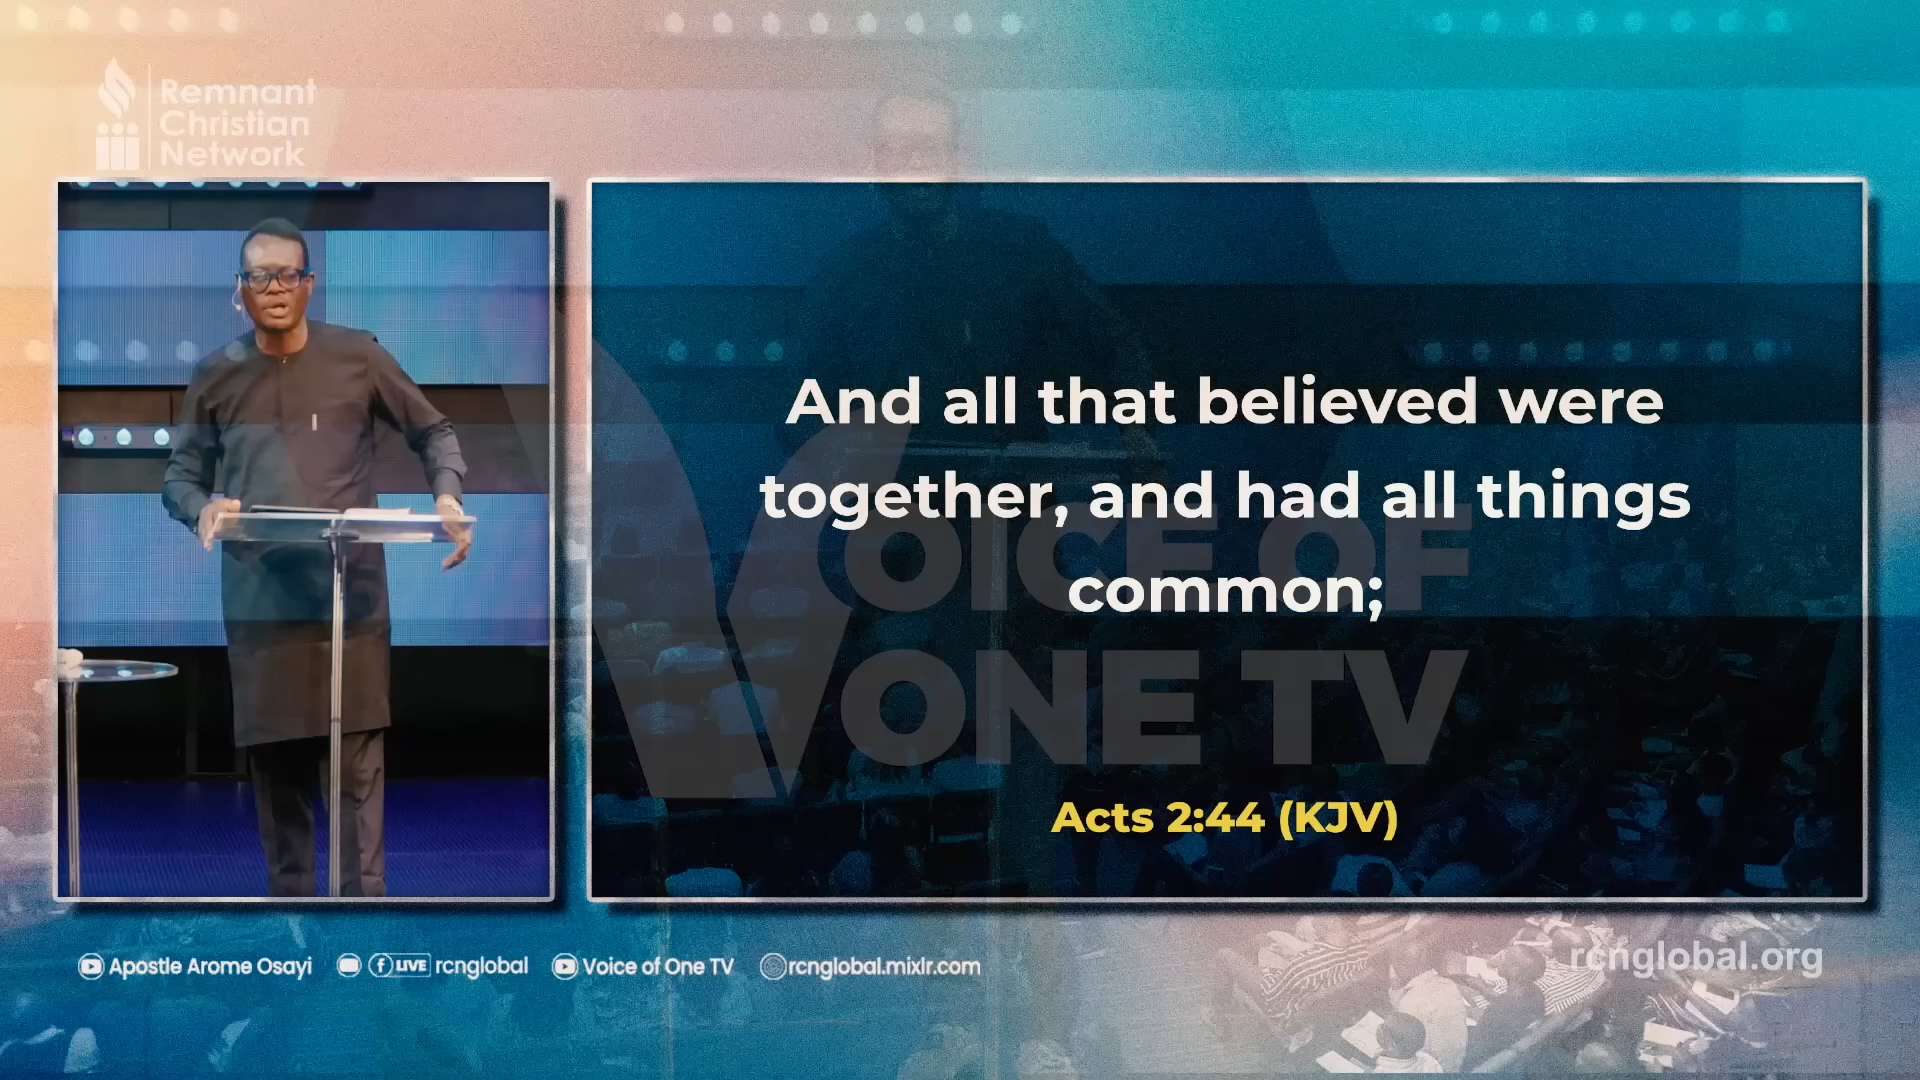 Remnant
Christian
Network
And all that believed were
together, and had all things
common;
VOICE OF
ONE TV
Acts 2:44 (KJV)
Apostle Arome Osayi
LIVE rcnglobal
Voice of One TV
rcnglobal.mixlr.com
rcnglobal.org